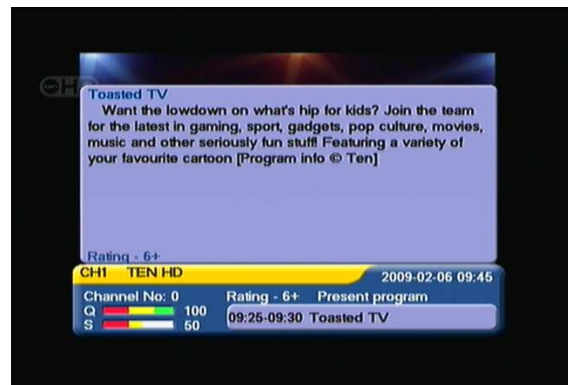 Toasted TV
Want the lowdown on what's hip for kids? Join the team
for the latest in gaming, sport, gadgets, pop culture, movies,
music and other seriously fun stuff! Featuring a variety of
your favourite cartoon [Program info © Ten]
Rating - 6+
CH1 TEN HD
2009-02-06 09:45
Channel No: 0 Rating - 6+ Present program
Q 100
S 50
09:25-09:30 Toasted TV